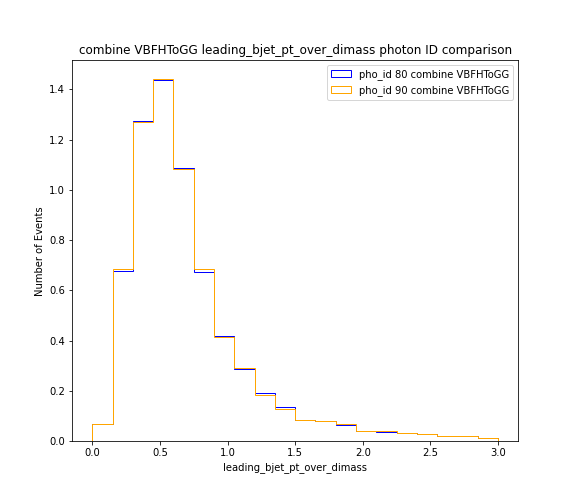 combine VBFHToGG leading_bjet_pt_over_dimass photon ID comparison
pho_id 80 combine VBFHToGG
pho_id 90 combine VBFHToGG
1.4
1.2
1.0
0.8
0.6
0.4
0.2
0.0
Number of Events
0.0 0.5 1.0 1.5 2.0 2.5 3.0
leading_bjet_pt_over_dimass